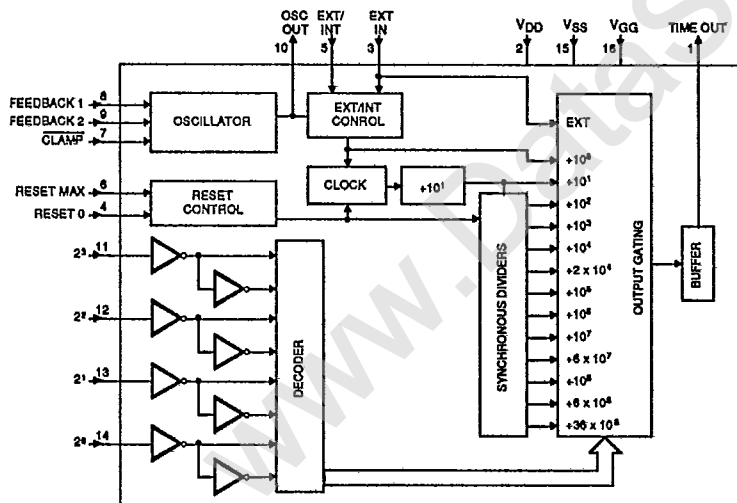 OSC OUT
EXT/ INT
EXT IN
VDD
VSS
VGG
TIME OUT
10
5
3
2
15
16
1
FEEDBACK 1
8
FEEDBACK 2
9
CLAMP
7
OSCILLATOR
EXT/INT CONROL
EXT
+10⁰
CLOCK
+10¹
+10¹
RESET MAX
6
RESET 0
4
RESET CONTROL
+10²
+10³
+10⁴
+2 x 10⁴
+10⁵
+10⁶
+10⁷
+6 x 10⁷
+10⁸
+6 x 10⁸
+36 x 10⁸
SYNCHRONOUS DIVIDERS
OUTPUT GATING
BUFFER
2³
11
2²
12
2¹
13
2⁰
14
DECODER
www.DataS